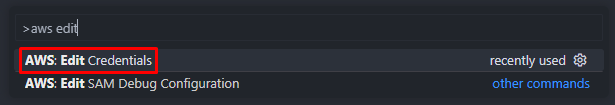 >aws edit
AWS: Edit Credentials recently used
AWS: Edit SAM Debug Configuration other commands